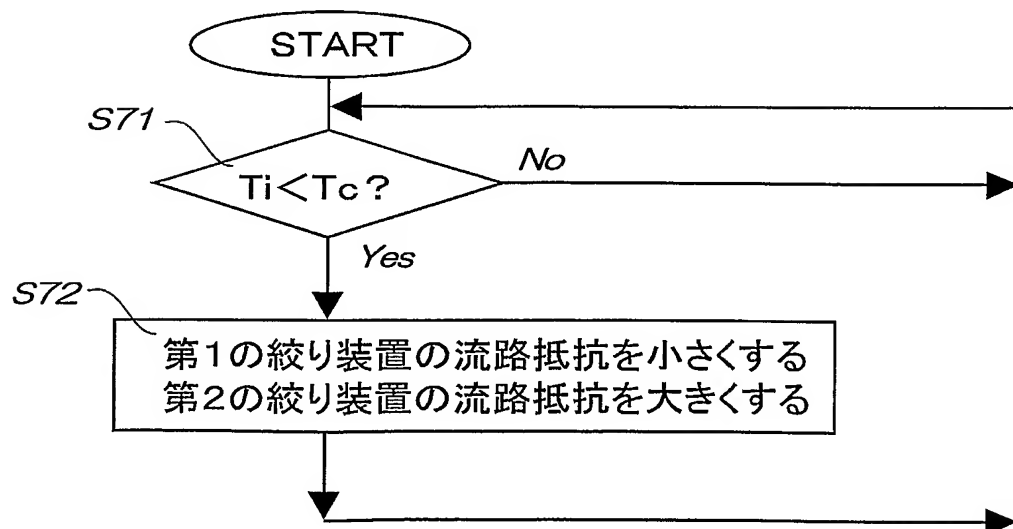 START
S71
Ti<Tc?
No
Yes
S72
第1の絞り装置の流路抵抗を小さくする
第2の絞り装置の流路抵抗を大きくする